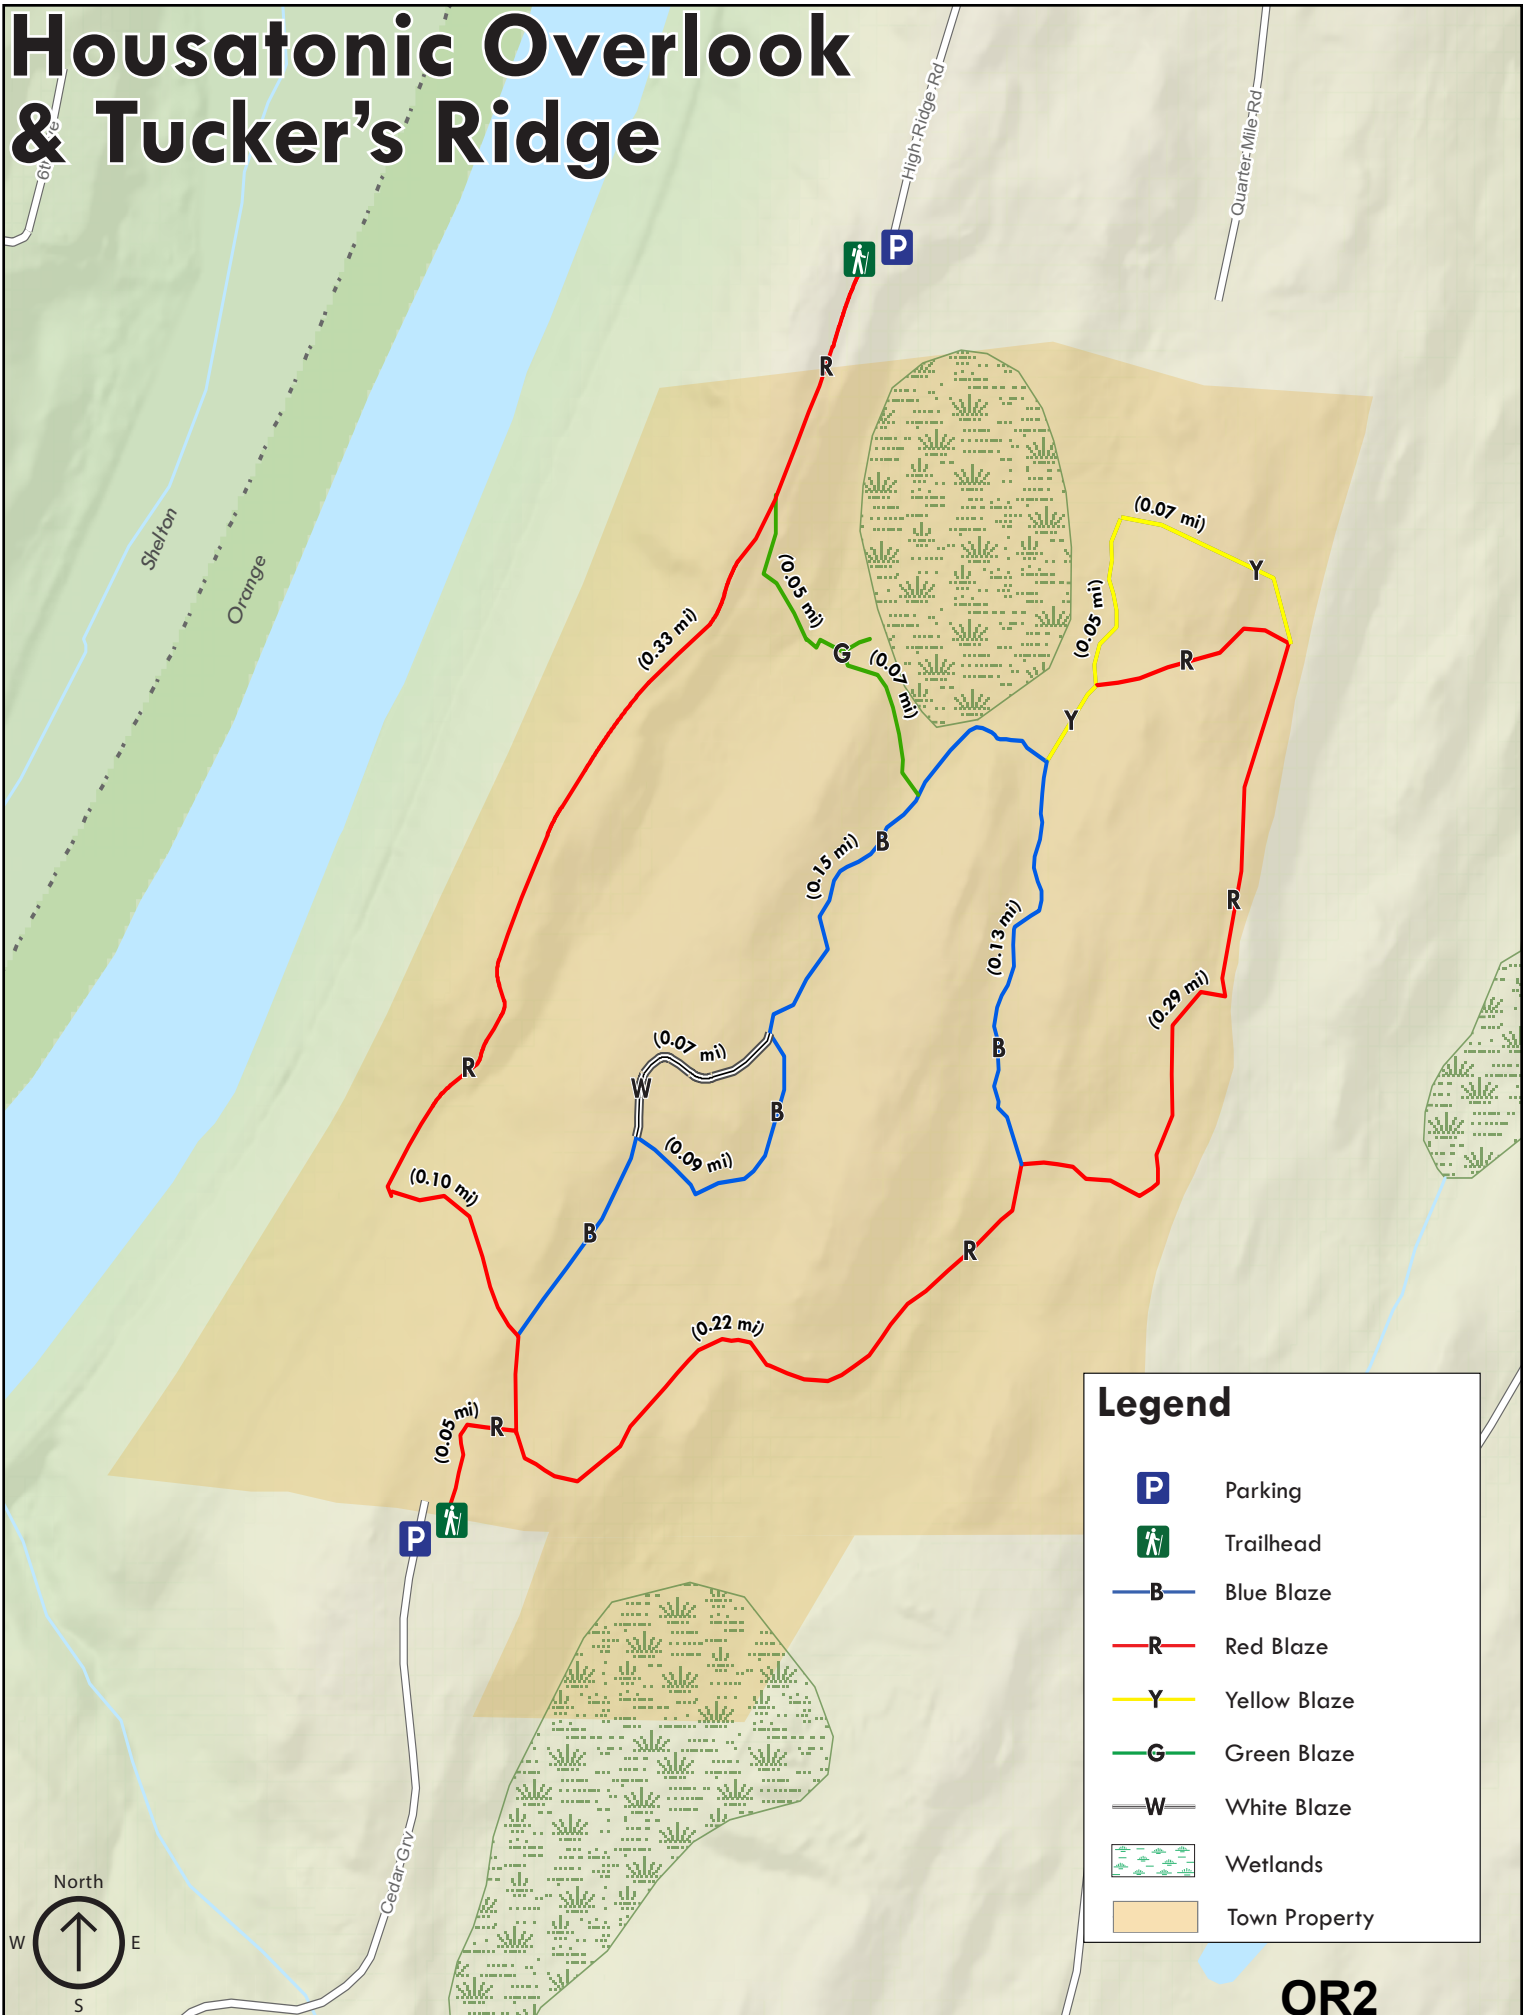 Housatonic Overlook
& Tucker's Ridge
High Ridge Rd
Quarter Mile Rd
P
R
Shelton
Orange
(0.07 mi)
Y
(0.05 mi)
(0.05 mi)
(0.33 mi)
G
(0.07 mi)
R
Y
B
(0.15 mi)
R
(0.13 mi)
(0.29 mi)
B
(0.07 mi)
R
W
B
(0.09 mi)
(0.10 mi)
B
R
(0.22 mi)
(0.05 mi)
R
P
Cedar Grv
Legend
P Parking
Trailhead
B Blue Blaze
R Red Blaze
Y Yellow Blaze
G Green Blaze
W White Blaze
Wetlands
Town Property
North
W E
S
OR2